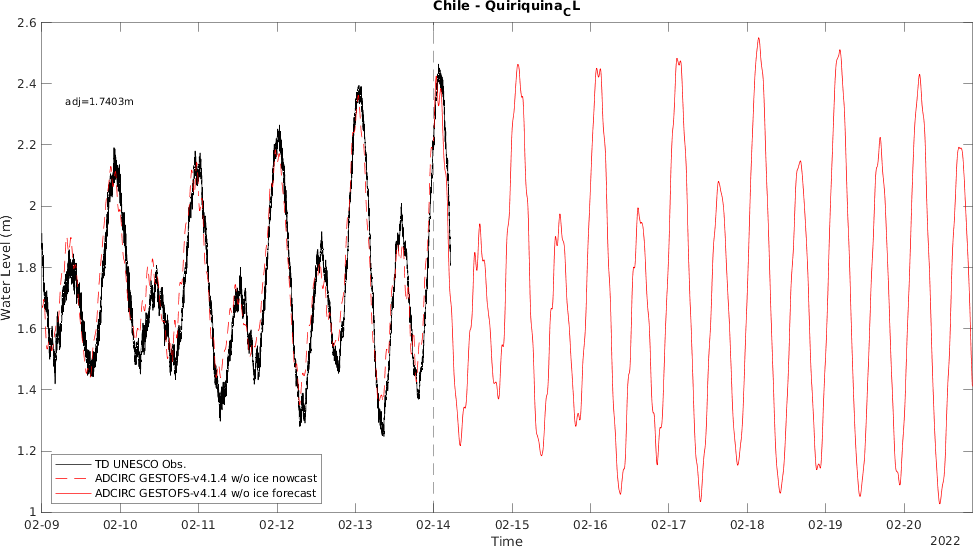 Chile - Quiriquina_CL
2.6
2.4
adj=1.7403m
2.2
2
1.8
1.6
1.4
1.2
1
Water Level (m)
TD UNESCO Obs.
ADCIRC GESTOFS-v4.1.4 w/o ice nowcast
ADCIRC GESTOFS-v4.1.4 w/o ice forecast
02-09 02-10 02-11 02-12 02-13 02-14 02-15 02-16 02-17 02-18 02-19 02-20
Time
2022